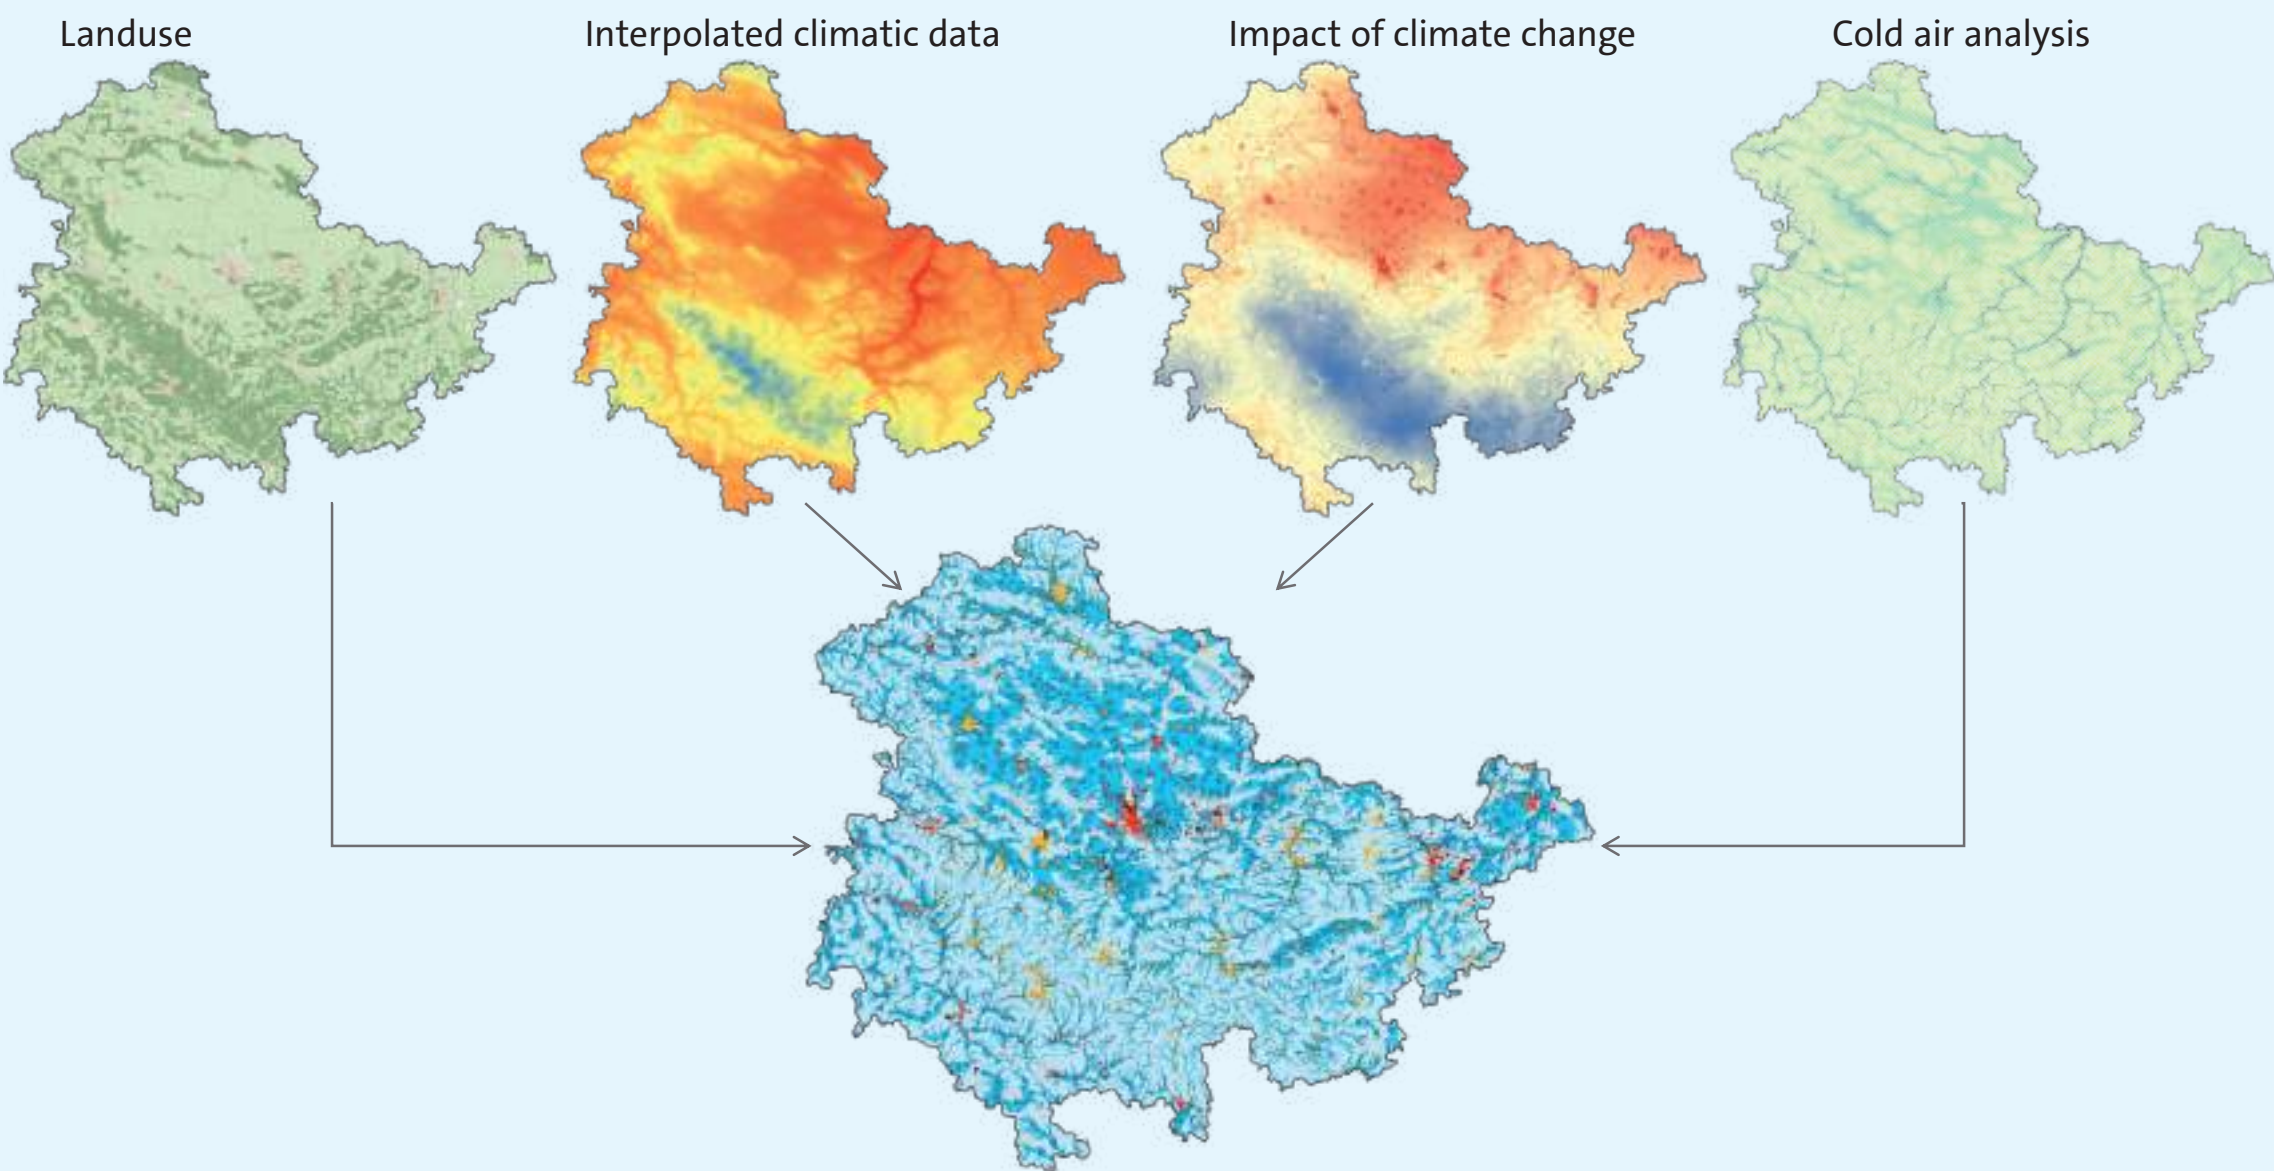 Landuse
Interpolated climatic data
Impact of climate change
Cold air analysis